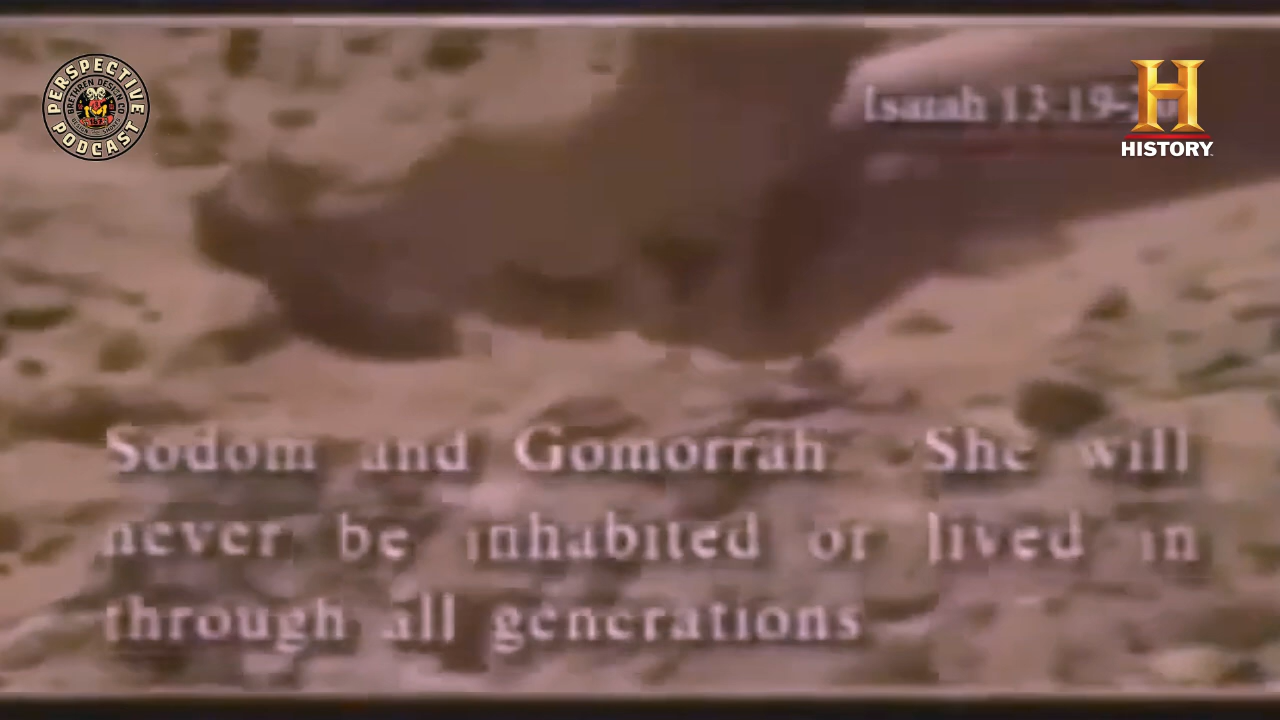 PERSPECTIVE
PODCAST
Isaiah 13:19-
HISTORY
Sodom and Gomorrah She will
never be inhabited or lived in
through all generations